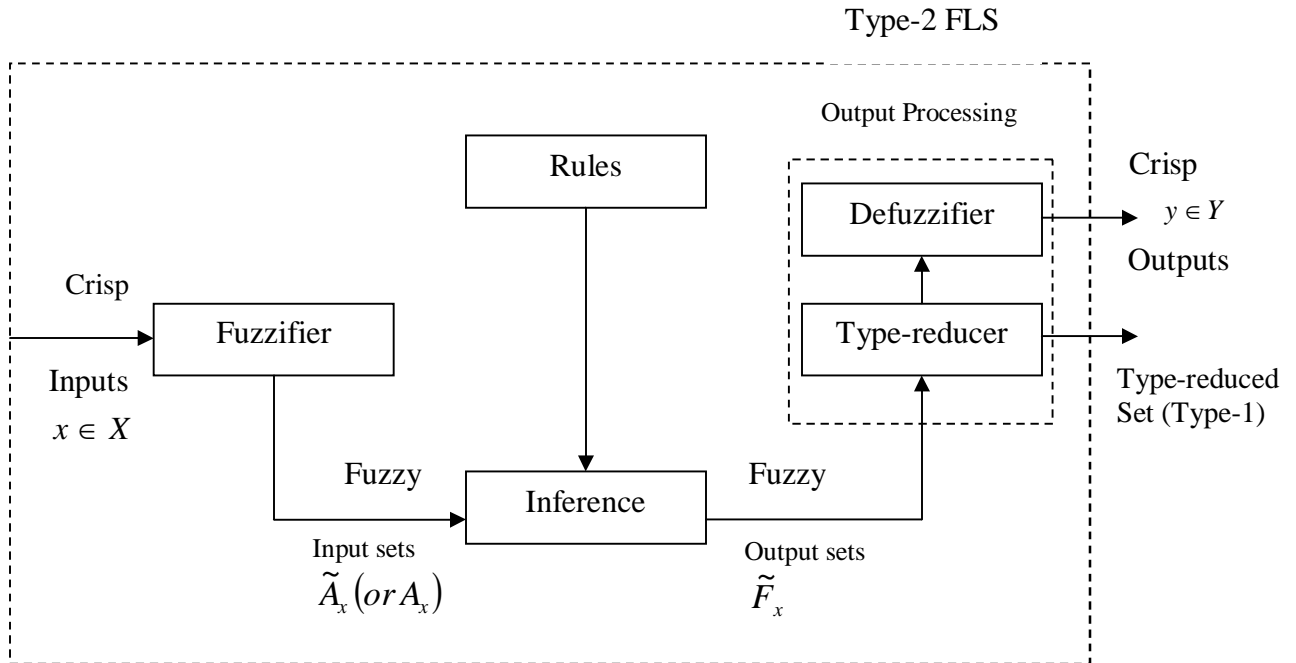 Type-2 FLS
Output Processing
Rules
Crisp
y ∈ Y
Outputs
Defuzzifier
Crisp
Inputs
x ∈ X
Fuzzifier
Type-reducer
Type-reduced
Set (Type-1)
Fuzzy
Input sets
Ã_x (or A_x)
Inference
Fuzzy
Output sets
F̃_x